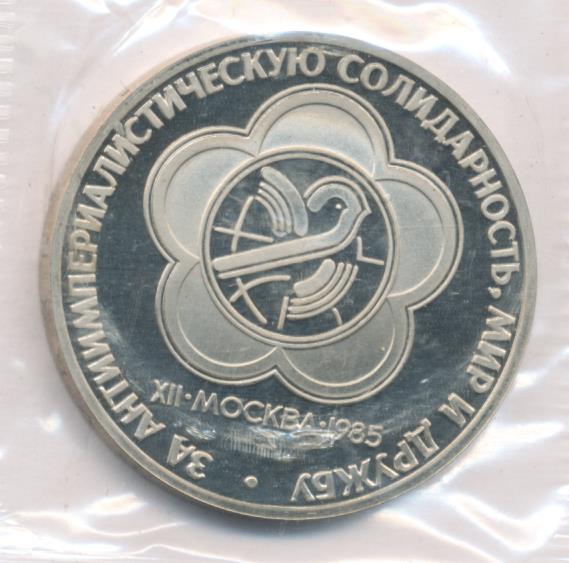 ЗА АНТИИМПЕРИАЛИСТИЧЕСКУЮ СОЛИДАРНОСТЬ, МИР И ДРУЖБУ •
XII•МОСКВА•1985